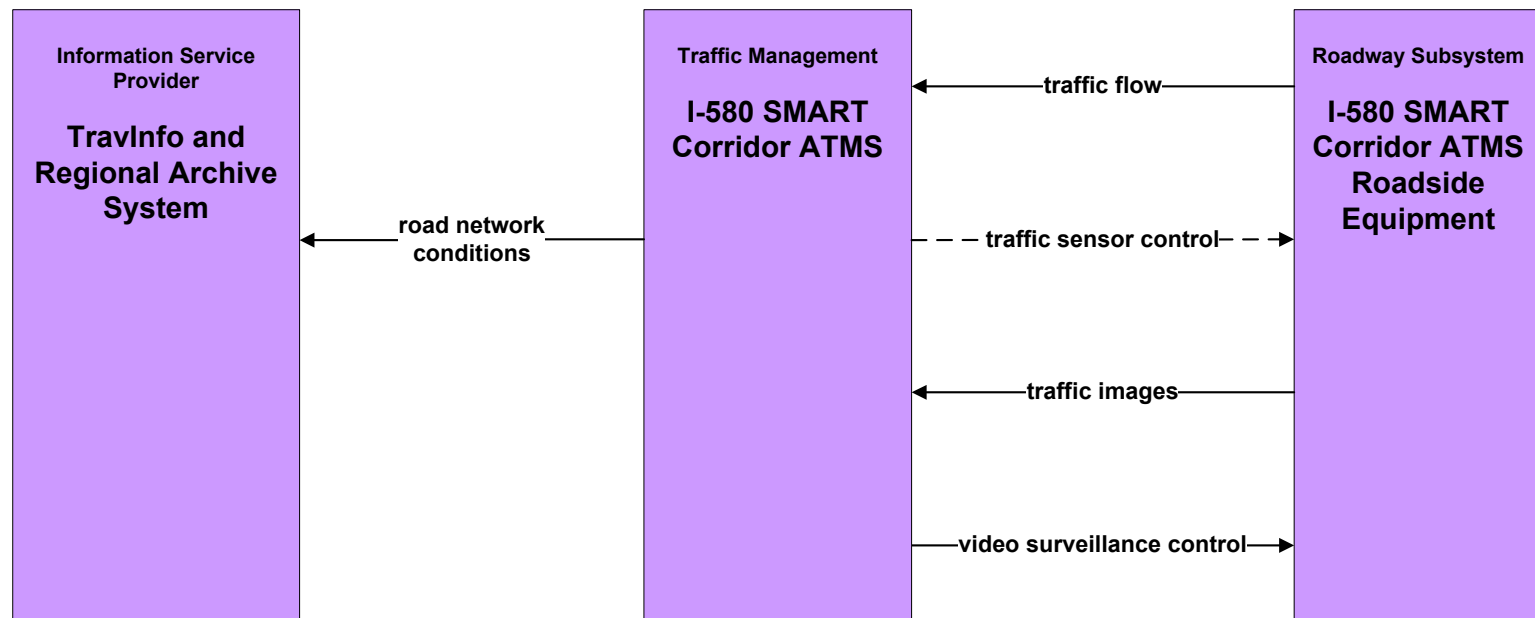 Information Service
Provider
TravInfo and
Regional Archive
System
road network
conditions
Traffic Management
I-580 SMART
Corridor ATMS
traffic flow
traffic sensor control
traffic images
video surveillance control
Roadway Subsystem
I-580 SMART
Corridor ATMS
Roadside
Equipment